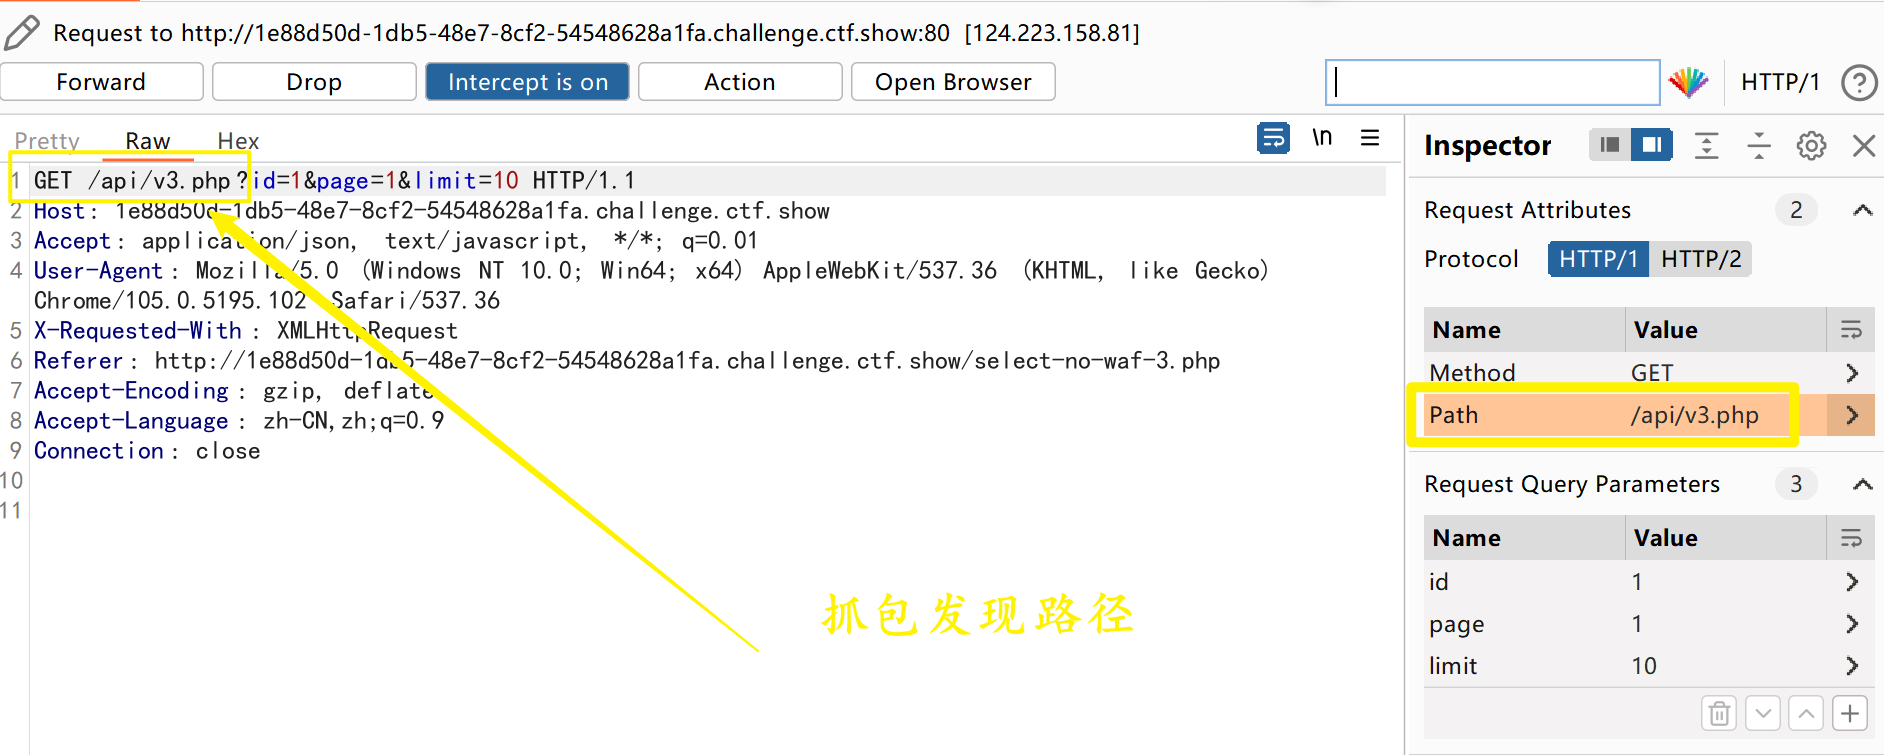 Request to http://1e88d50d-1db5-48e7-8cf2-54548628a1fa.challenge.ctf.show:80 [124.223.158.81]
Forward Drop Intercept is on Action Open Browser HTTP/1 ?
Pretty Raw Hex \n
1 GET /api/v3.php?id=1&page=1&limit=10 HTTP/1.1
2 Host: 1e88d50d-1db5-48e7-8cf2-54548628a1fa.challenge.ctf.show
3 Accept: application/json, text/javascript, */*; q=0.01
4 User-Agent: Mozilla/5.0 (Windows NT 10.0; Win64; x64) AppleWebKit/537.36 (KHTML, like Gecko)
Chrome/105.0.5195.102 Safari/537.36
5 X-Requested-With: XMLHttpRequest
6 Referer: http://1e88d50d-1db5-48e7-8cf2-54548628a1fa.challenge.ctf.show/select-no-waf-3.php
7 Accept-Encoding: gzip, deflate
8 Accept-Language: zh-CN,zh;q=0.9
9 Connection: close
10
11
抓包发现路径
Inspector
Request Attributes 2
Protocol HTTP/1 HTTP/2
Name Value
Method GET
Path /api/v3.php
Request Query Parameters 3
Name Value
id 1
page 1
limit 10